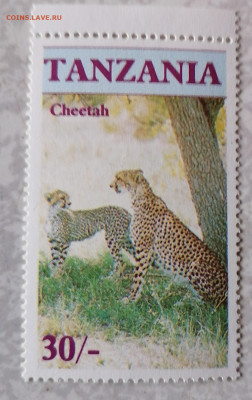 COINS.LAVE.RU
TANZANIA
Cheetah
30/-